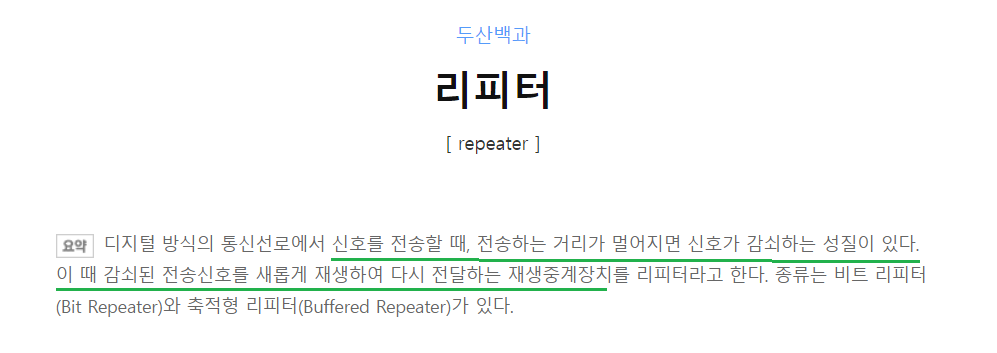 두산백과
리피터
[ repeater ]
요약 디지털 방식의 통신선로에서 신호를 전송할 때, 전송하는 거리가 멀어지면 신호가 감쇠하는 성질이 있다.
이 때 감쇠된 전송신호를 새롭게 재생하여 다시 전달하는 재생중계장치를 리피터라고 한다. 종류는 비트 리피터
(Bit Repeater)와 축적형 리피터(Buffered Repeater)가 있다.